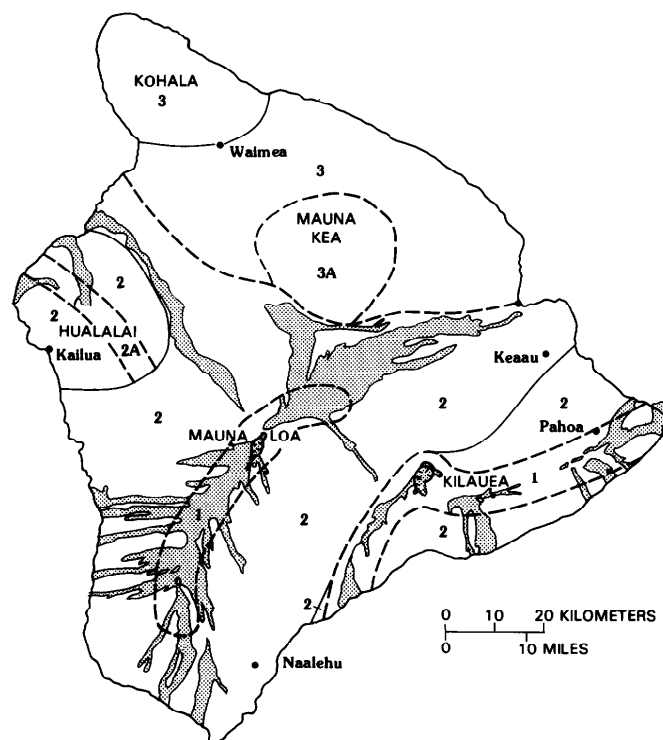 KOHALA
3
Waimea
3
MAUNA
KEA
3A
2
2
HUALALAI
Kailua
2A
Keaau
2
2
2
Pahoa
MAUNA LOA
KILAUEA
1
1
2
2
2
0 10 20 KILOMETERS
0 10 MILES
Naalehu